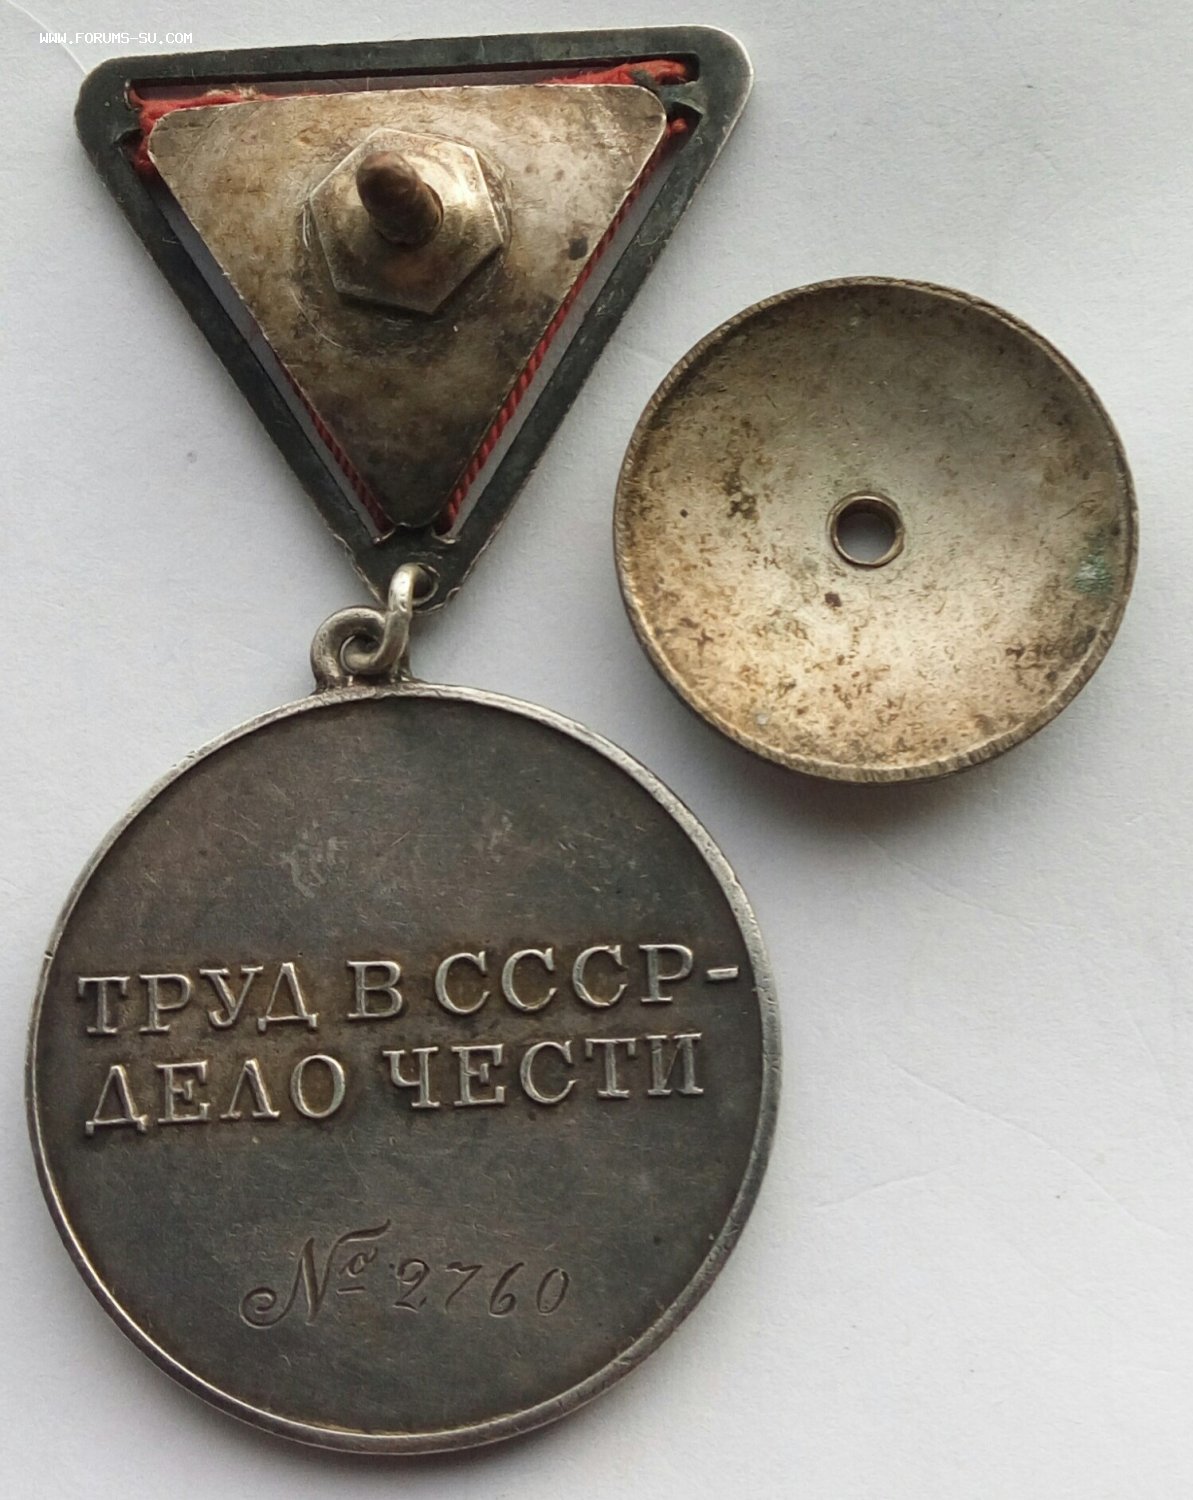 WWW.FORUMS-SU.COM
ТРУД В СССР-
ДЕЛО ЧЕСТИ
№ 2760